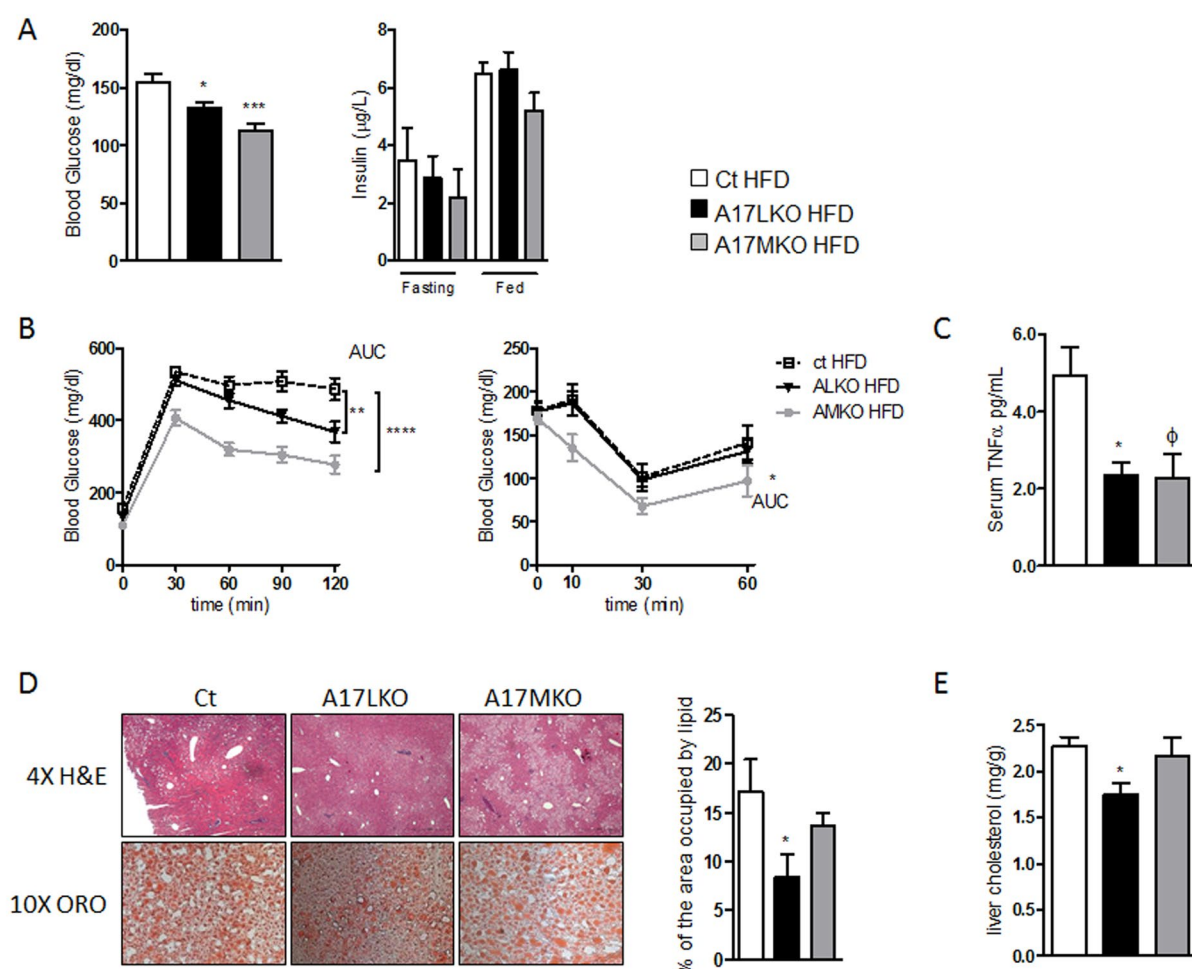 A
Blood Glucose (mg/dl)
200
150
100
50
0
*
***
Insulin (µg/L)
8
6
4
2
0
Fasting
Fed
Ct HFD
A17LKO HFD
A17MKO HFD
B
Blood Glucose (mg/dl)
600
400
200
0
AUC
**
****
0 30 60 90 120
time (min)
Blood Glucose (mg/dl)
250
200
150
100
50
0
*
AUC
0 10 30 60
time (min)
ct HFD
ALKO HFD
AMKO HFD
C
Serum TNFα pg/mL
6.0
4.0
2.0
0.0
*
ϕ
D
Ct A17LKO A17MKO
4X H&E
10X ORO
% of the area occupied by lipid
25
20
15
10
5
0
*
E
liver cholesterol (mg/g)
2.5
2.0
1.5
1.0
0.5
0.0
*